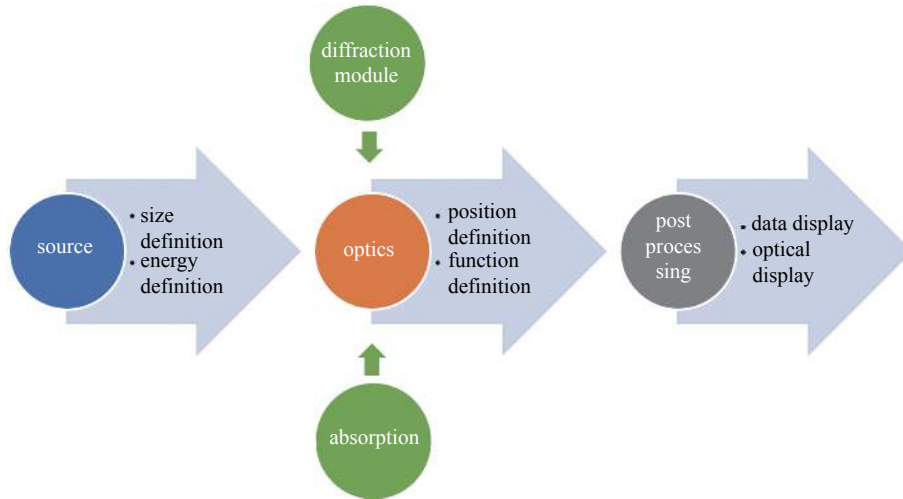 diffraction
module
source
• size
definition
• energy
definition
optics
• position
definition
• function
definition
post
proces
sing
• data display
• optical
display
absorption